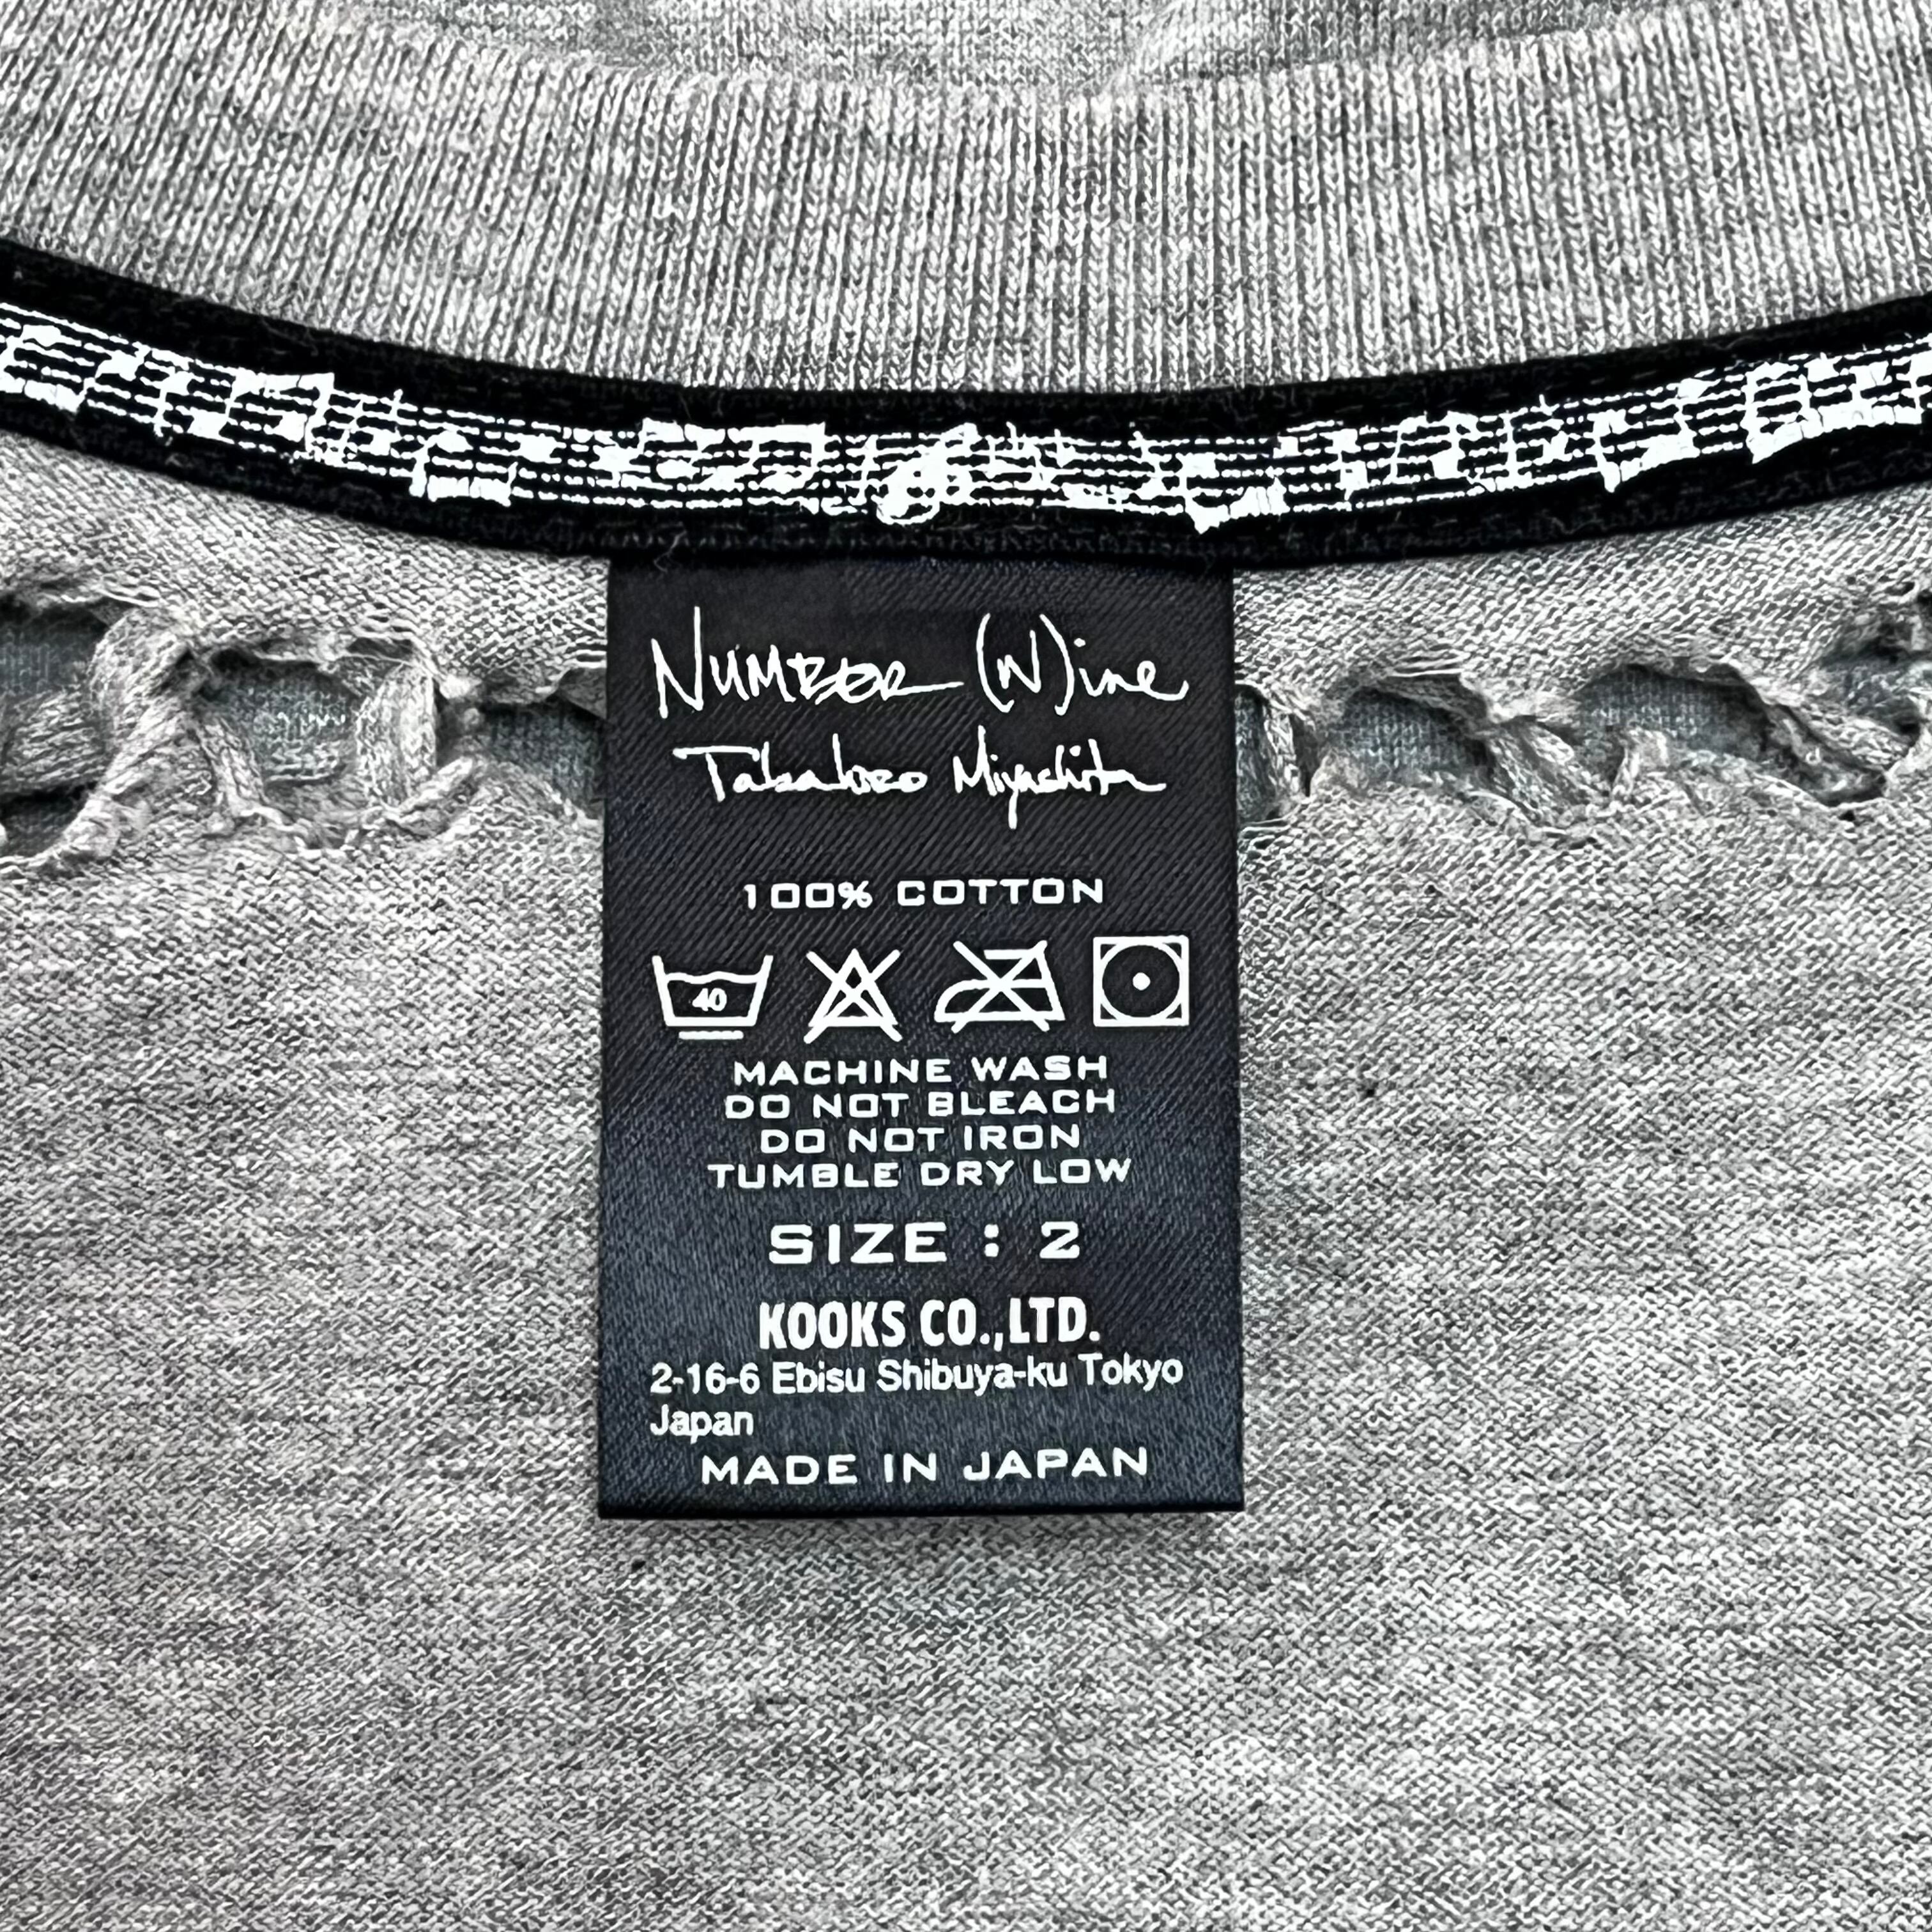 NUMBER (N)ine
Takahiro Miyashita
100% COTTON
40
MACHINE WASH
DO NOT BLEACH
DO NOT IRON
TUMBLE DRY LOW
SIZE : 2
KOOKS CO.,LTD.
2-16-6 Ebisu Shibuya-ku Tokyo
Japan
MADE IN JAPAN